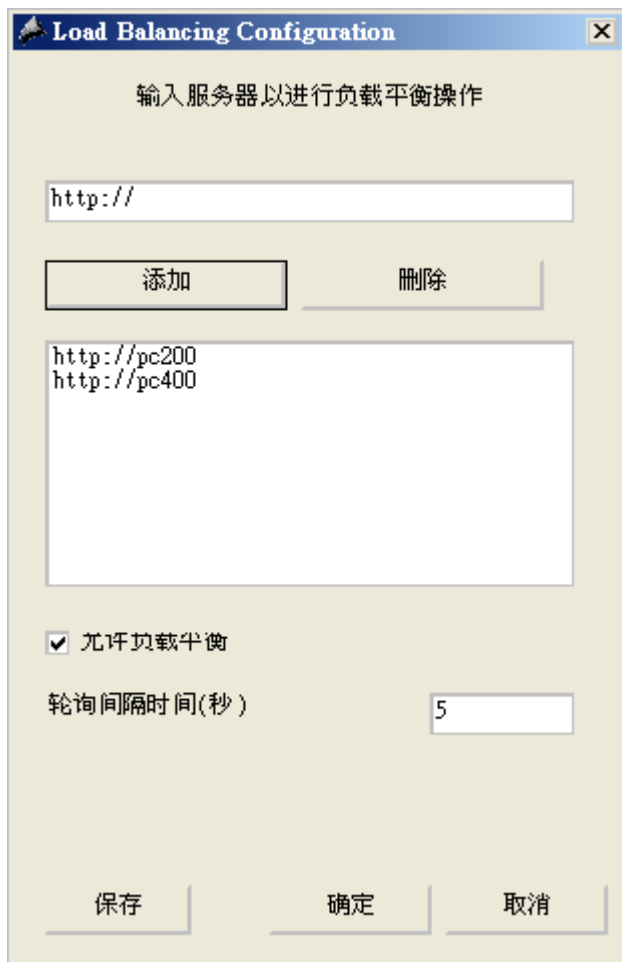 Load Balancing Configuration
输入服务器以进行负载平衡操作
http://
添加
删除
http://pc200
http://pc400
允许负载平衡
轮询间隔时间(秒)
5
保存
确定
取消